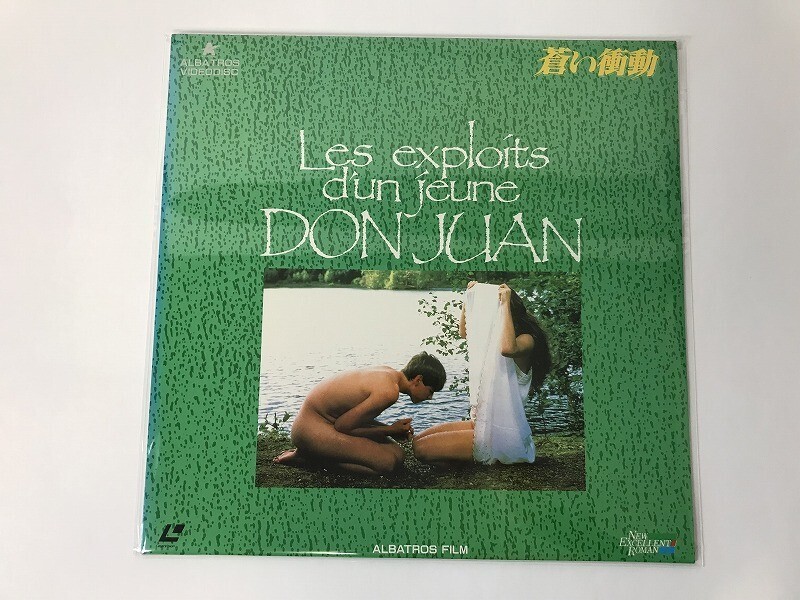 ALBATROS
VIDEODISC
蒼い衝動
Les exploits
d'un jeune
DON JUAN
ALBATROS FILM
NEW
EXCELLENT
ROMAN